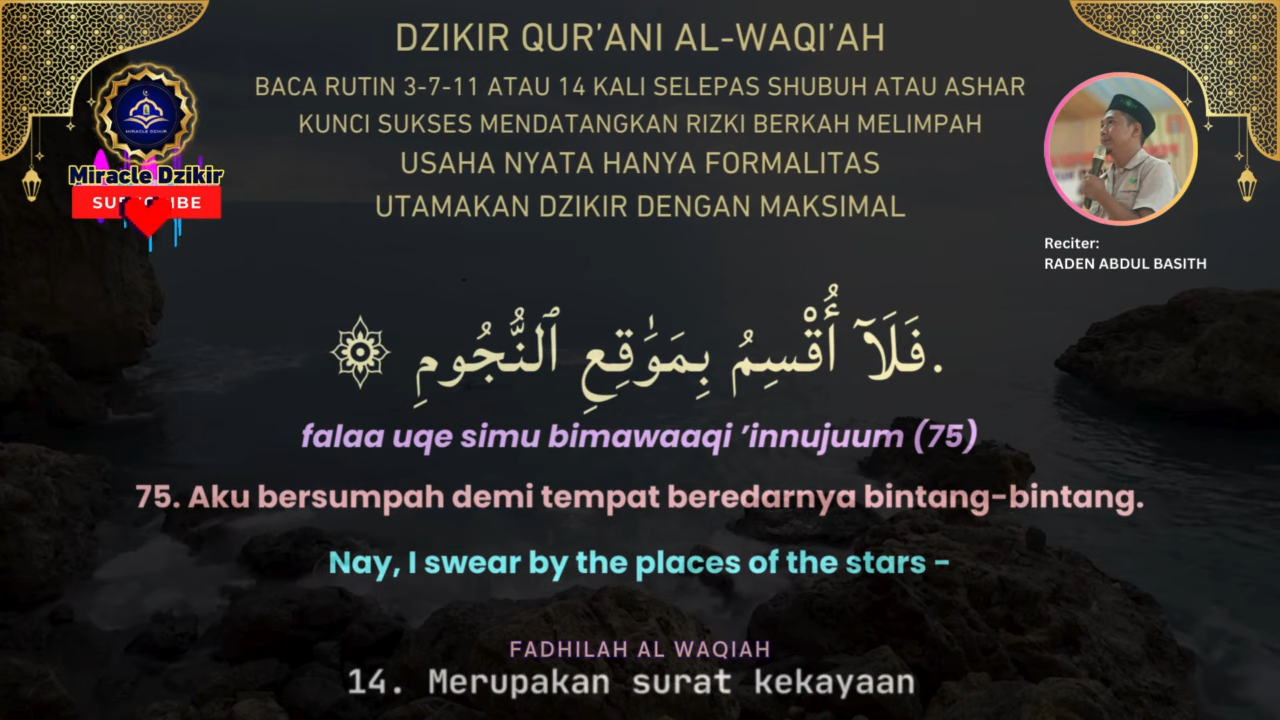 DZIKIR QUR'ANI AL-WAQI'AH
BACA RUTIN 3-7-11 ATAU 14 KALI SELEPAS SHUBUH ATAU ASHAR
KUNCI SUKSES MENDATANGKAN RIZKI BERKAH MELIMPAH
USAHA NYATA HANYA FORMALITAS
UTAMAKAN DZIKIR DENGAN MAKSIMAL
MIRACLE DZIKIR
Miracle Dzikir
Reciter:
RADEN ABDUL BASITH
.فَلَآ أُقْسِمُ بِمَوَٰقِعِ ٱلنُّجُومِ ۞
falaa uqe simu bimawaaqi ’innujuum (75)
75. Aku bersumpah demi tempat beredarnya bintang-bintang.
Nay, I swear by the places of the stars -
FADHILAH AL WAQIAH
14. Merupakan surat kekayaan